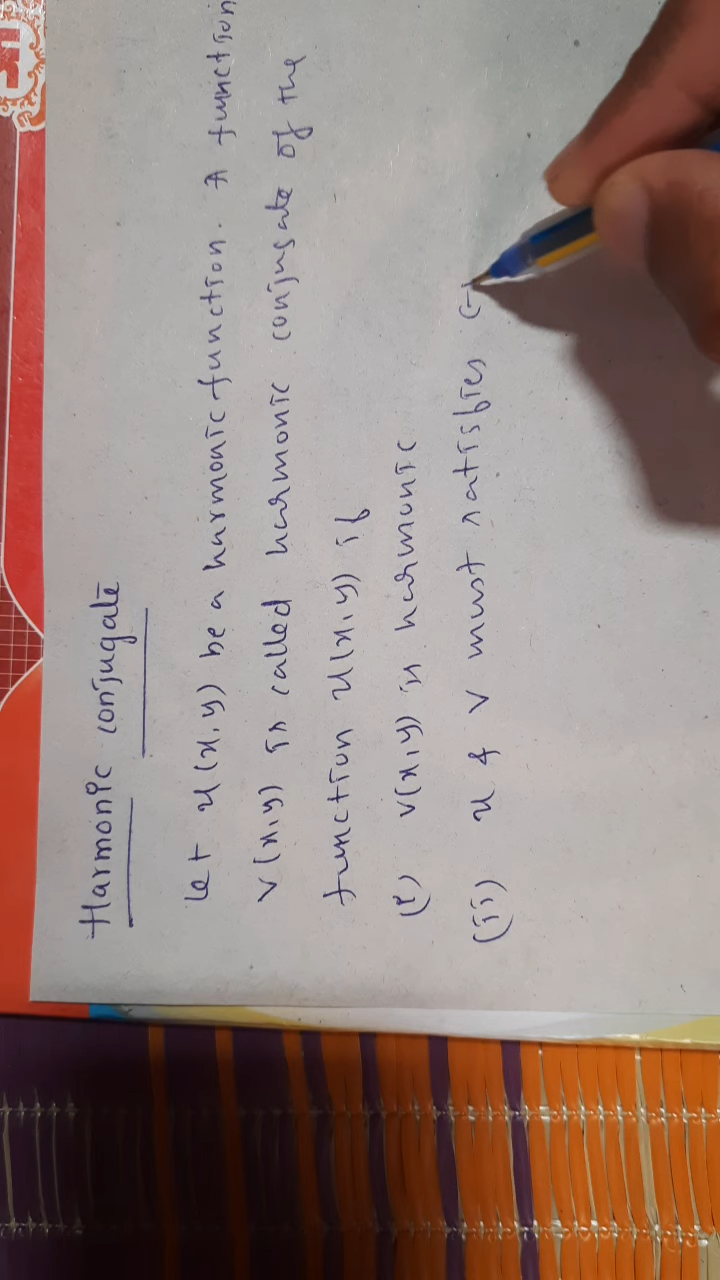 Harmonic conjugate
Let u(x,y) be a harmonic function. A function
v(x,y) is called harmonic conjugate of the
function u(x,y) if
(i) v(x,y) is harmonic
(ii) u & v must satisfies C